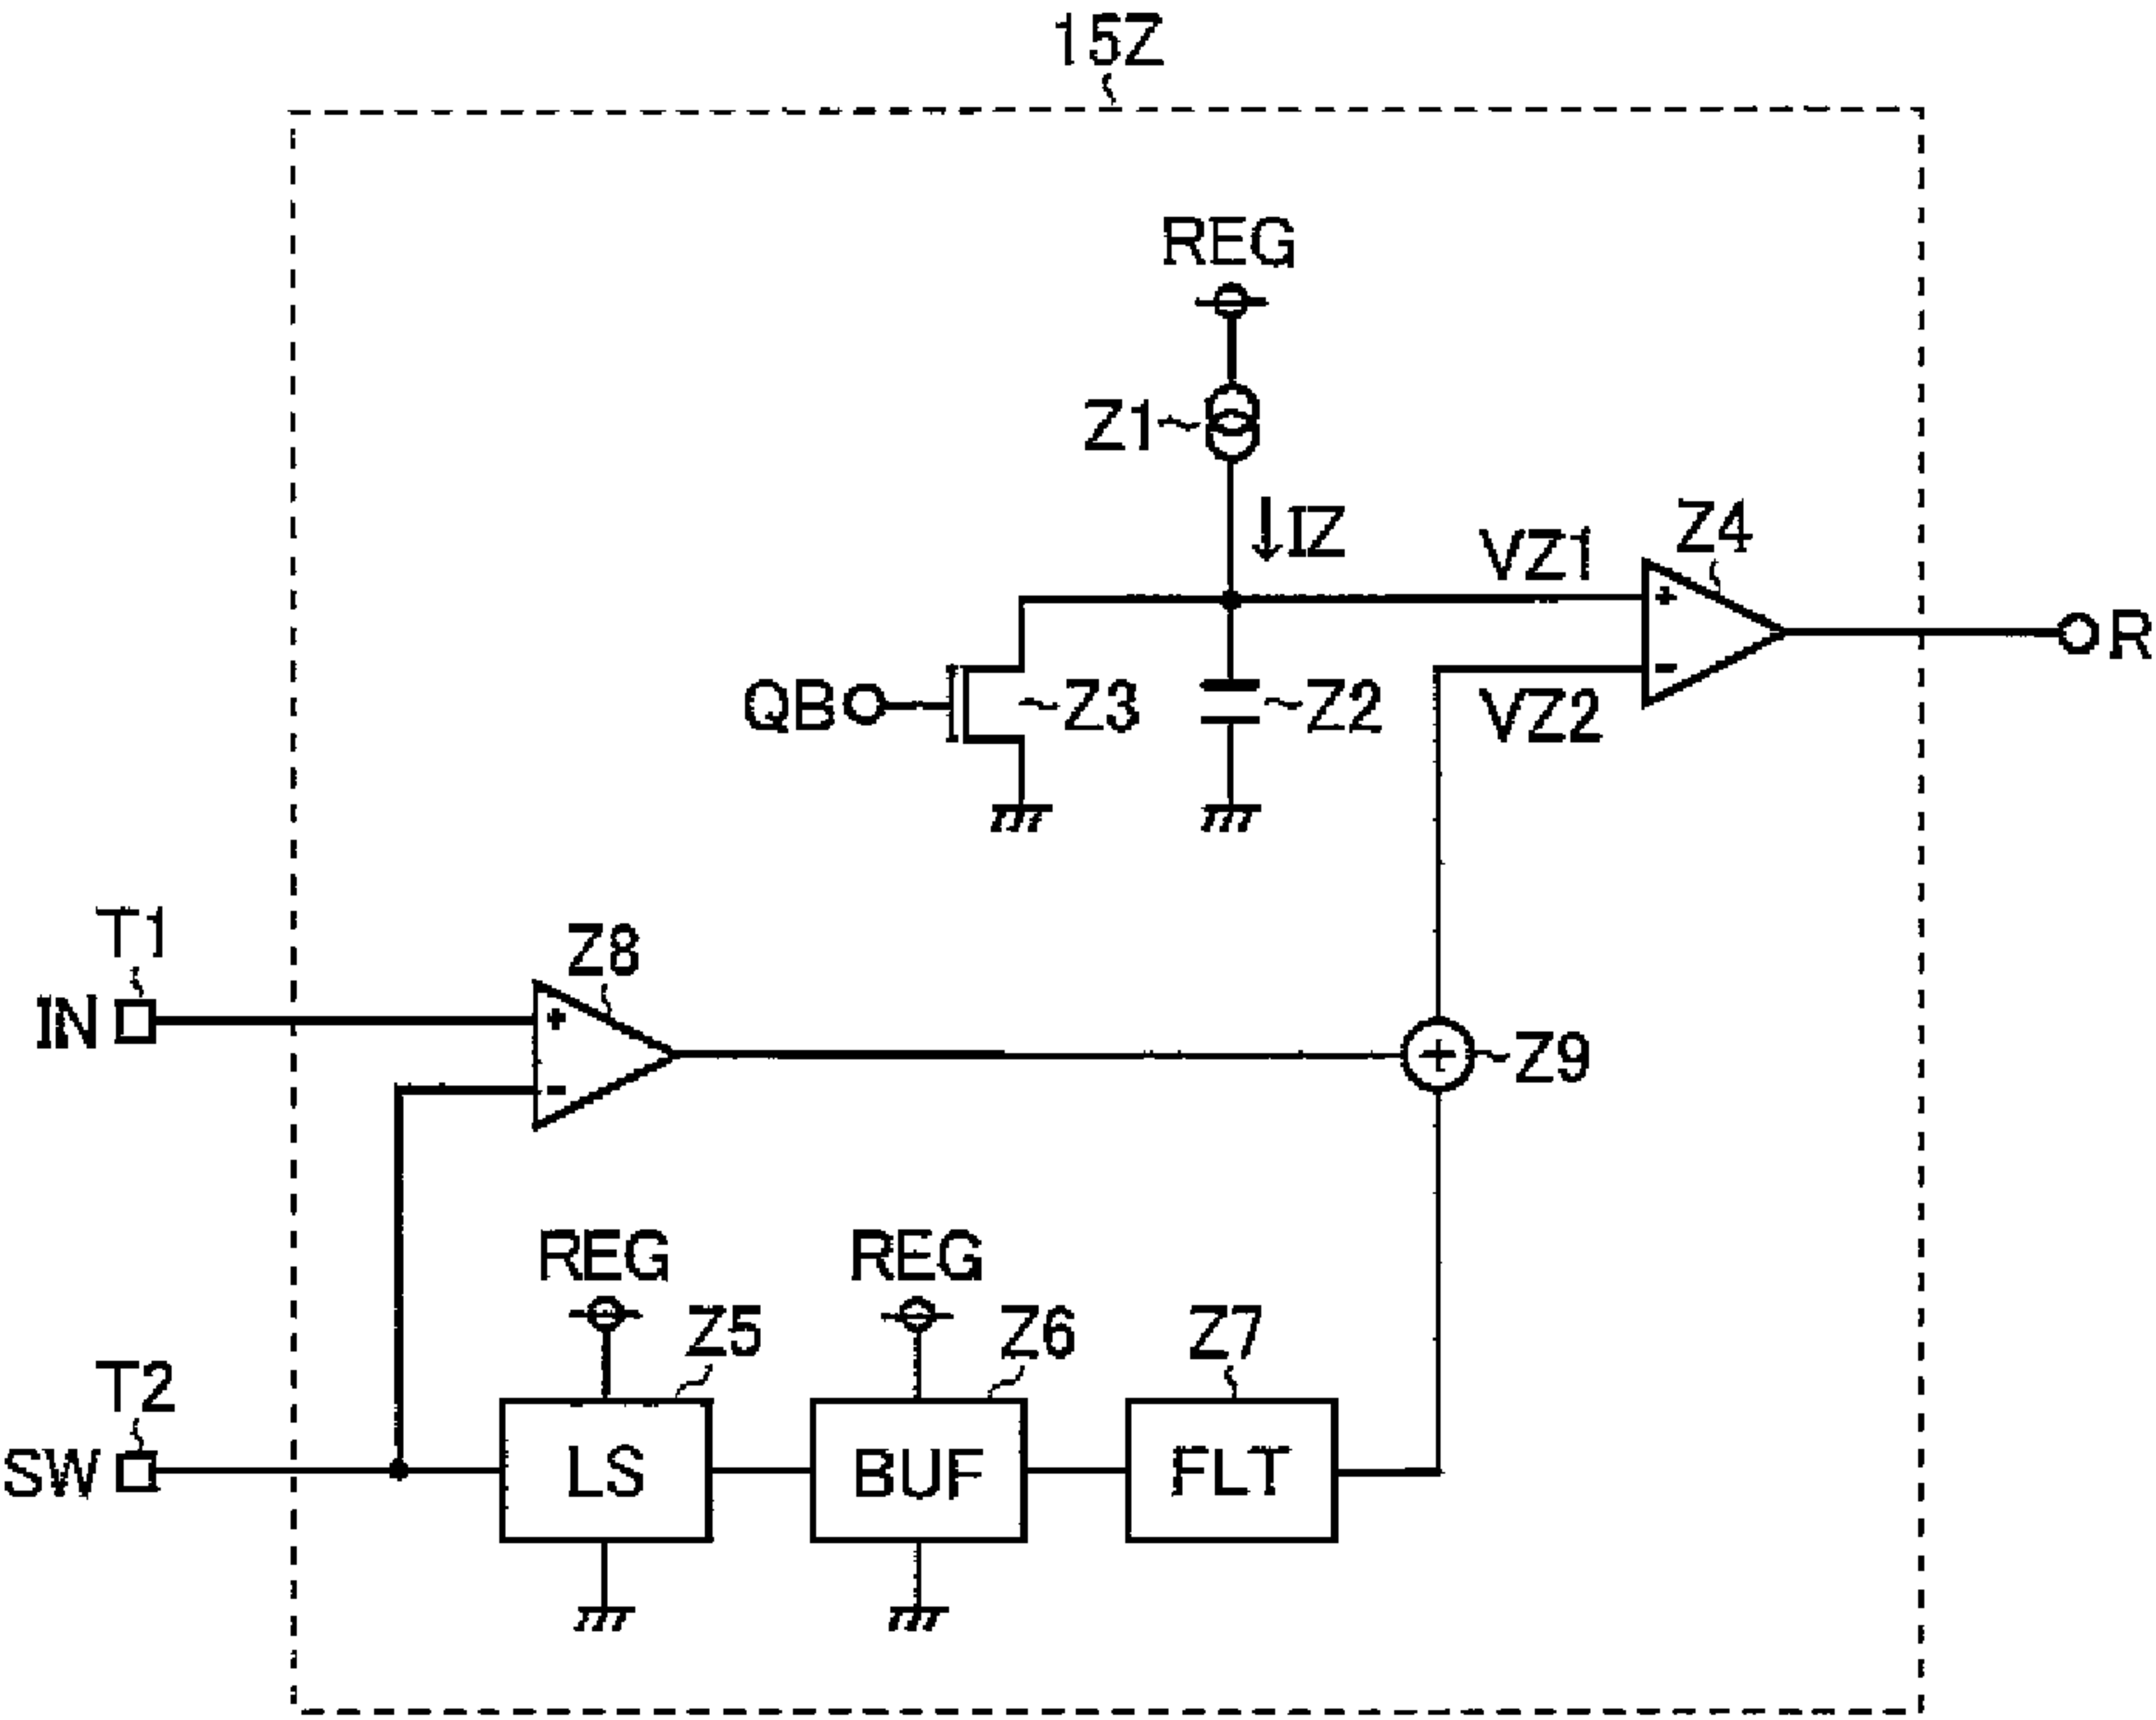 15Z
REG
Z1
IZ
VZ1
Z4
+
-
R
QB
Z3
Z2
VZ2
T1
IN
Z8
+
-
+
Z9
REG
REG
Z5
Z6
Z7
T2
SW
LS
BUF
FLT